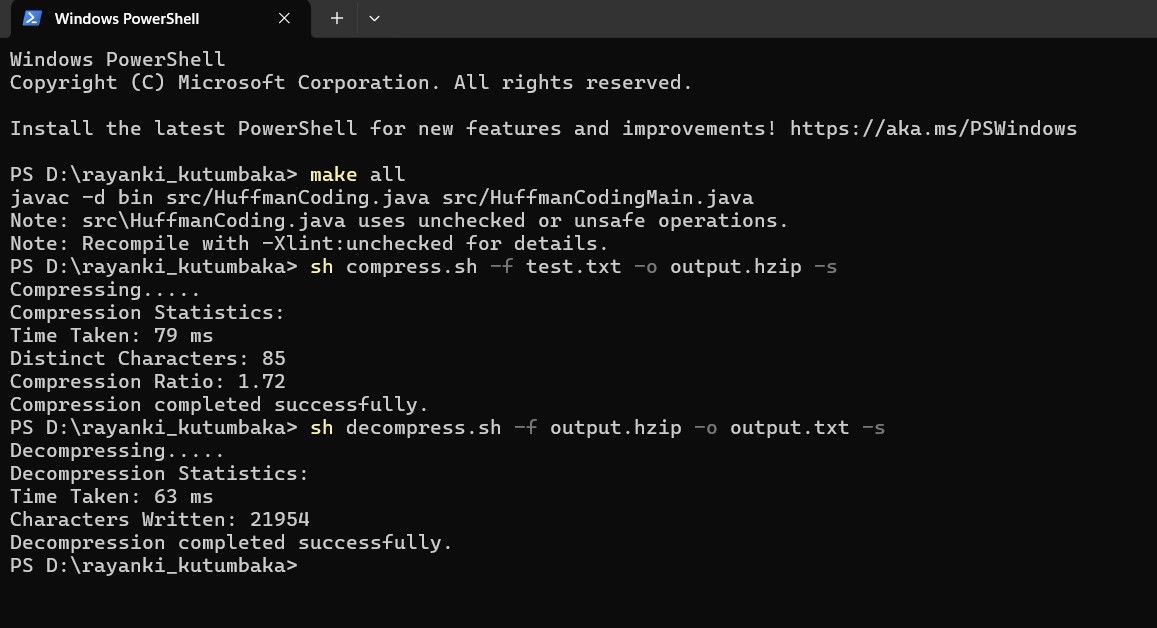 Windows PowerShell
Windows PowerShell
Copyright (C) Microsoft Corporation. All rights reserved.
Install the latest PowerShell for new features and improvements! https://aka.ms/PSWindows
PS D:\rayanki_kutumbaka> make all
javac -d bin src/HuffmanCoding.java src/HuffmanCodingMain.java
Note: src\HuffmanCoding.java uses unchecked or unsafe operations.
Note: Recompile with -Xlint:unchecked for details.
PS D:\rayanki_kutumbaka> sh compress.sh -f test.txt -o output.hzip -s
Compressing.....
Compression Statistics:
Time Taken: 79 ms
Distinct Characters: 85
Compression Ratio: 1.72
Compression completed successfully.
PS D:\rayanki_kutumbaka> sh decompress.sh -f output.hzip -o output.txt -s
Decompressing.....
Decompression Statistics:
Time Taken: 63 ms
Characters Written: 21954
Decompression completed successfully.
PS D:\rayanki_kutumbaka>